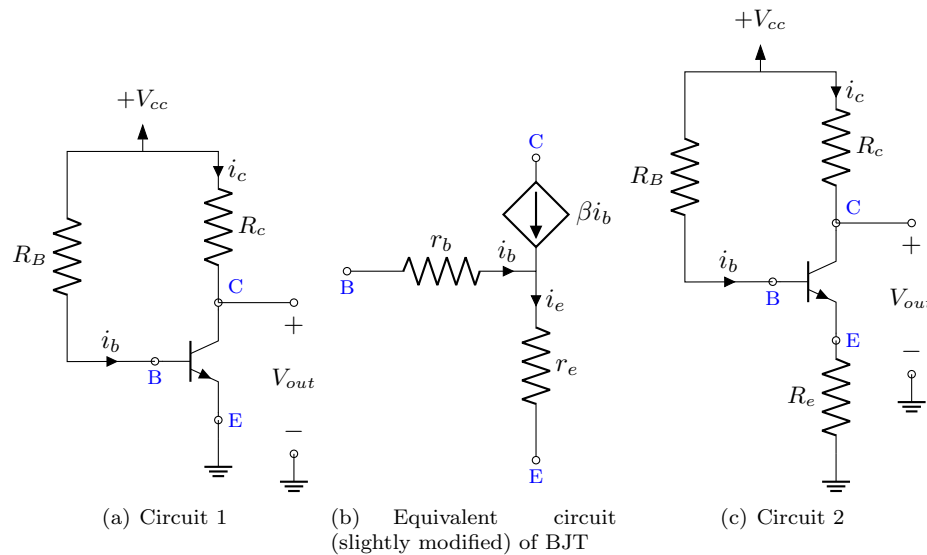 +Vcc
ic
RB
Rc
C
ib
B
+
Vout
E
−
(a) Circuit 1
C
βib
rb
ib
B
ie
re
E
(b) Equivalent circuit
(slightly modified) of BJT
+Vcc
ic
Rc
RB
C
+
ib
B
Vout
E
−
Re
(c) Circuit 2